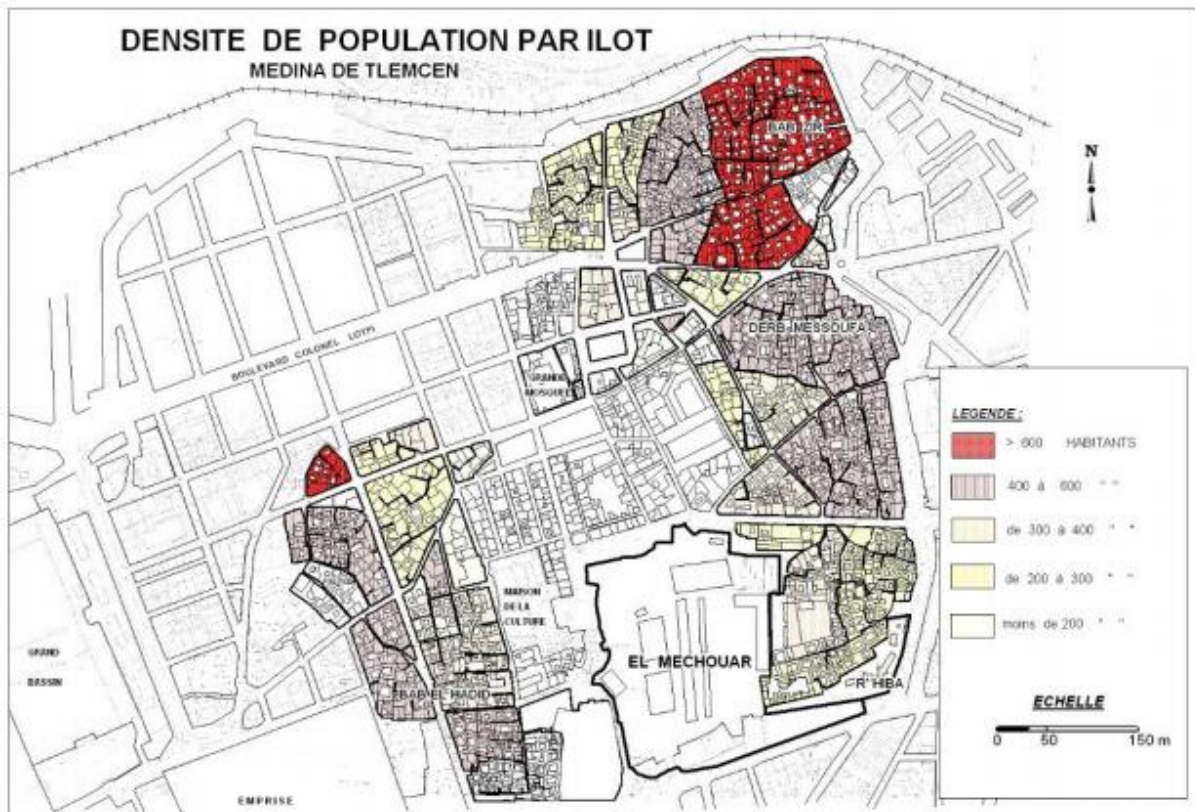 DENSITE DE POPULATION PAR ILOT
MEDINA DE TLEMCEN
BAB ZIR
N
DERB MESSOUFA
BOULEVARD COLONEL LOTFI
GRANDE
MOSQUEE
LEGENDE :
> 600 HABITANTS
400 à 600 " "
de 300 à 400 " "
de 200 à 300 " "
moins de 200 " "
MAISON
DE LA
CULTURE
EL MECHOUAR
R'HIBA
GRAND
BASSIN
BAB EL HADID
ECHELLE
0 50 150 m
EMPRISE